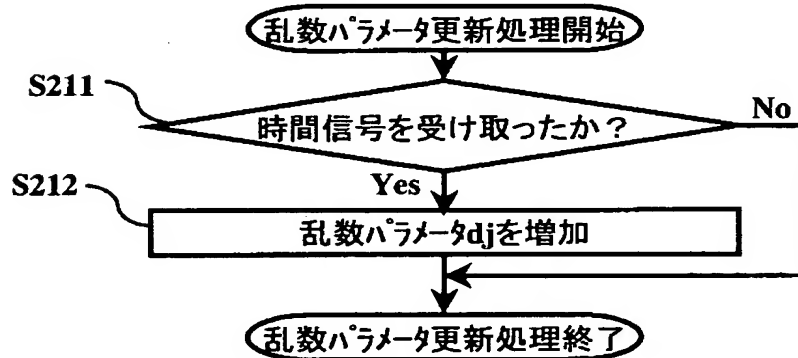 乱数パラメータ更新処理開始
S211
時間信号を受け取ったか？
No
S212
Yes
乱数パラメータdjを増加
乱数パラメータ更新処理終了